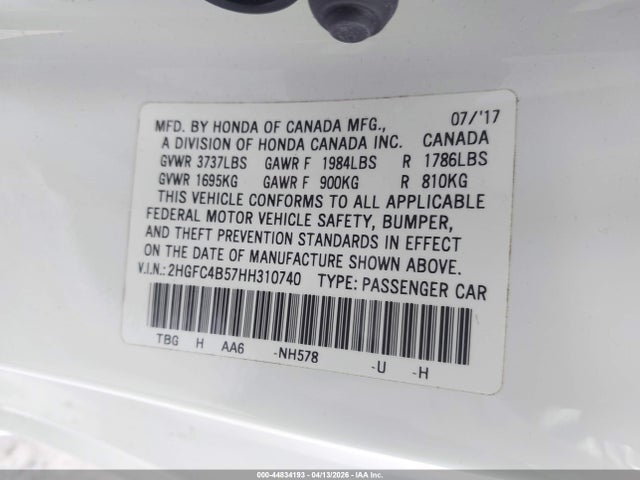 07/'17
MFD. BY HONDA OF CANADA MFG.,
A DIVISION OF HONDA CANADA INC. CANADA
GVWR 3737LBS GAWR F 1984LBS R 1786LBS
GVWR 1695KG GAWR F 900KG R 810KG
THIS VEHICLE CONFORMS TO ALL APPLICABLE
FEDERAL MOTOR VEHICLE SAFETY, BUMPER,
AND THEFT PREVENTION STANDARDS IN EFFECT
ON THE DATE OF MANUFACTURE SHOWN ABOVE.
V.I.N.: 2HGFC4B57HH310740 TYPE: PASSENGER CAR
TBG H AA6 -NH578 -U -H
000-44834193 04/13/2026 - IAA Inc.